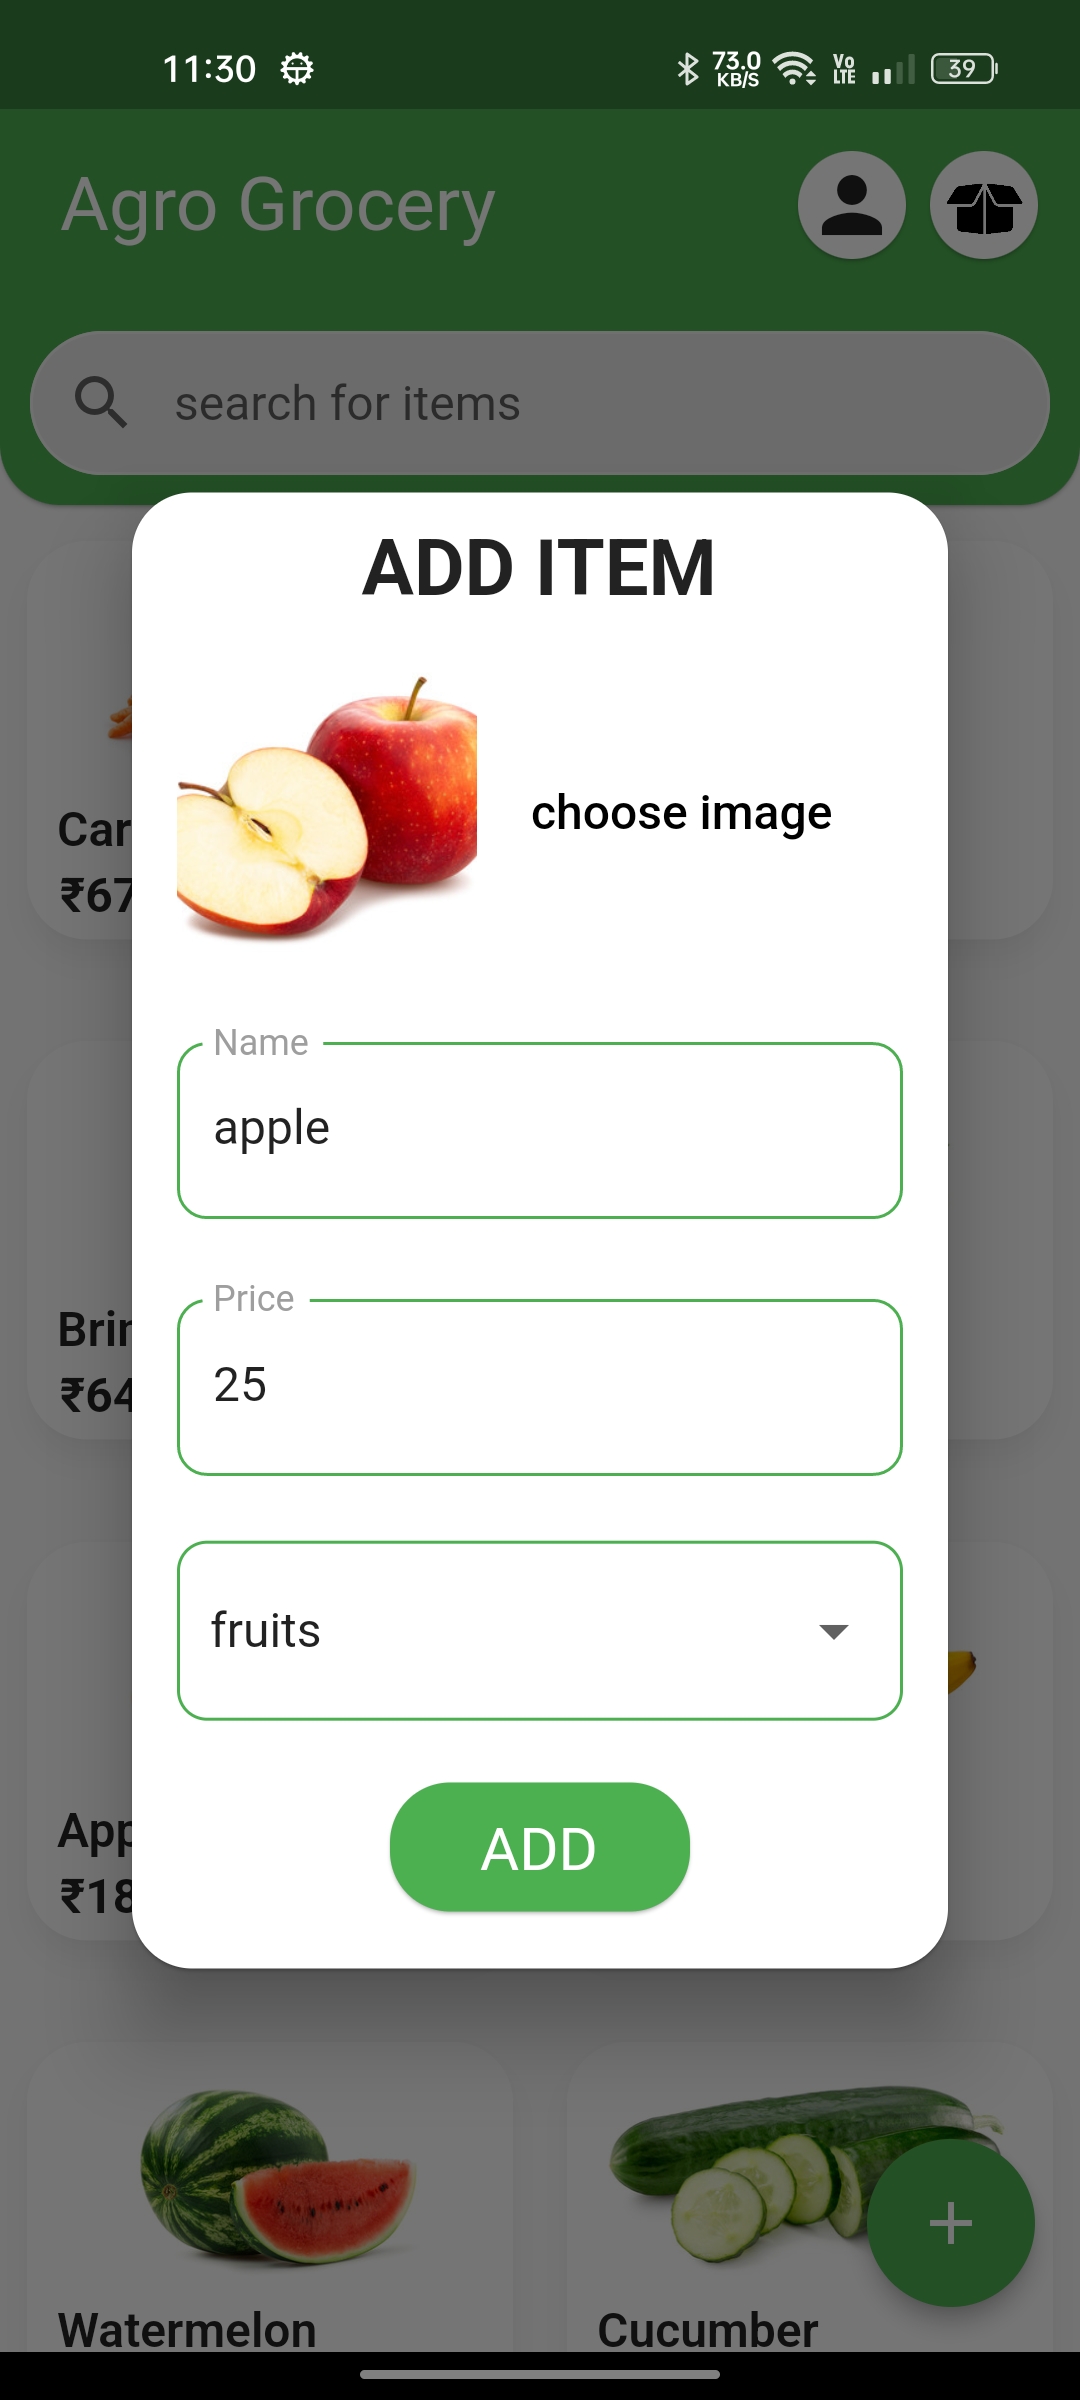 11:30 73.0 KB/S Vo LTE 39
Agro Grocery
search for items
ADD ITEM
choose image
Car
₹67
Name
apple
Brin
₹64
Price
25
fruits
App
₹18
ADD
Watermelon
Cucumber